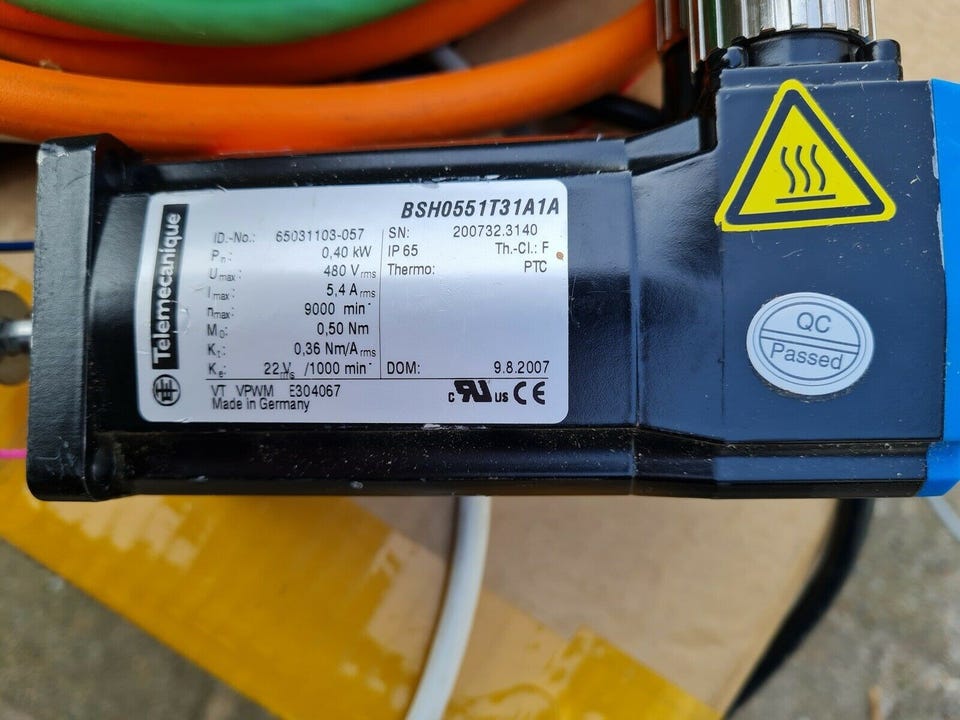 Telemecanique
BSH0551T31A1A
ID.-No.: 65031103-057
Pn: 0,40 kW
Umax: 480 Vrms
Imax: 5,4 Arms
nmax: 9000 min-
M0: 0,50 Nm
Kt: 0,36 Nm/Arms
Ke: 22 Vrms /1000 min-
SN: 200732.3140
IP 65 Th.-Cl.: F
Thermo: PTC
DOM: 9.8.2007
VT VPWM E304067
Made in Germany
c RU US CE
QC
Passed